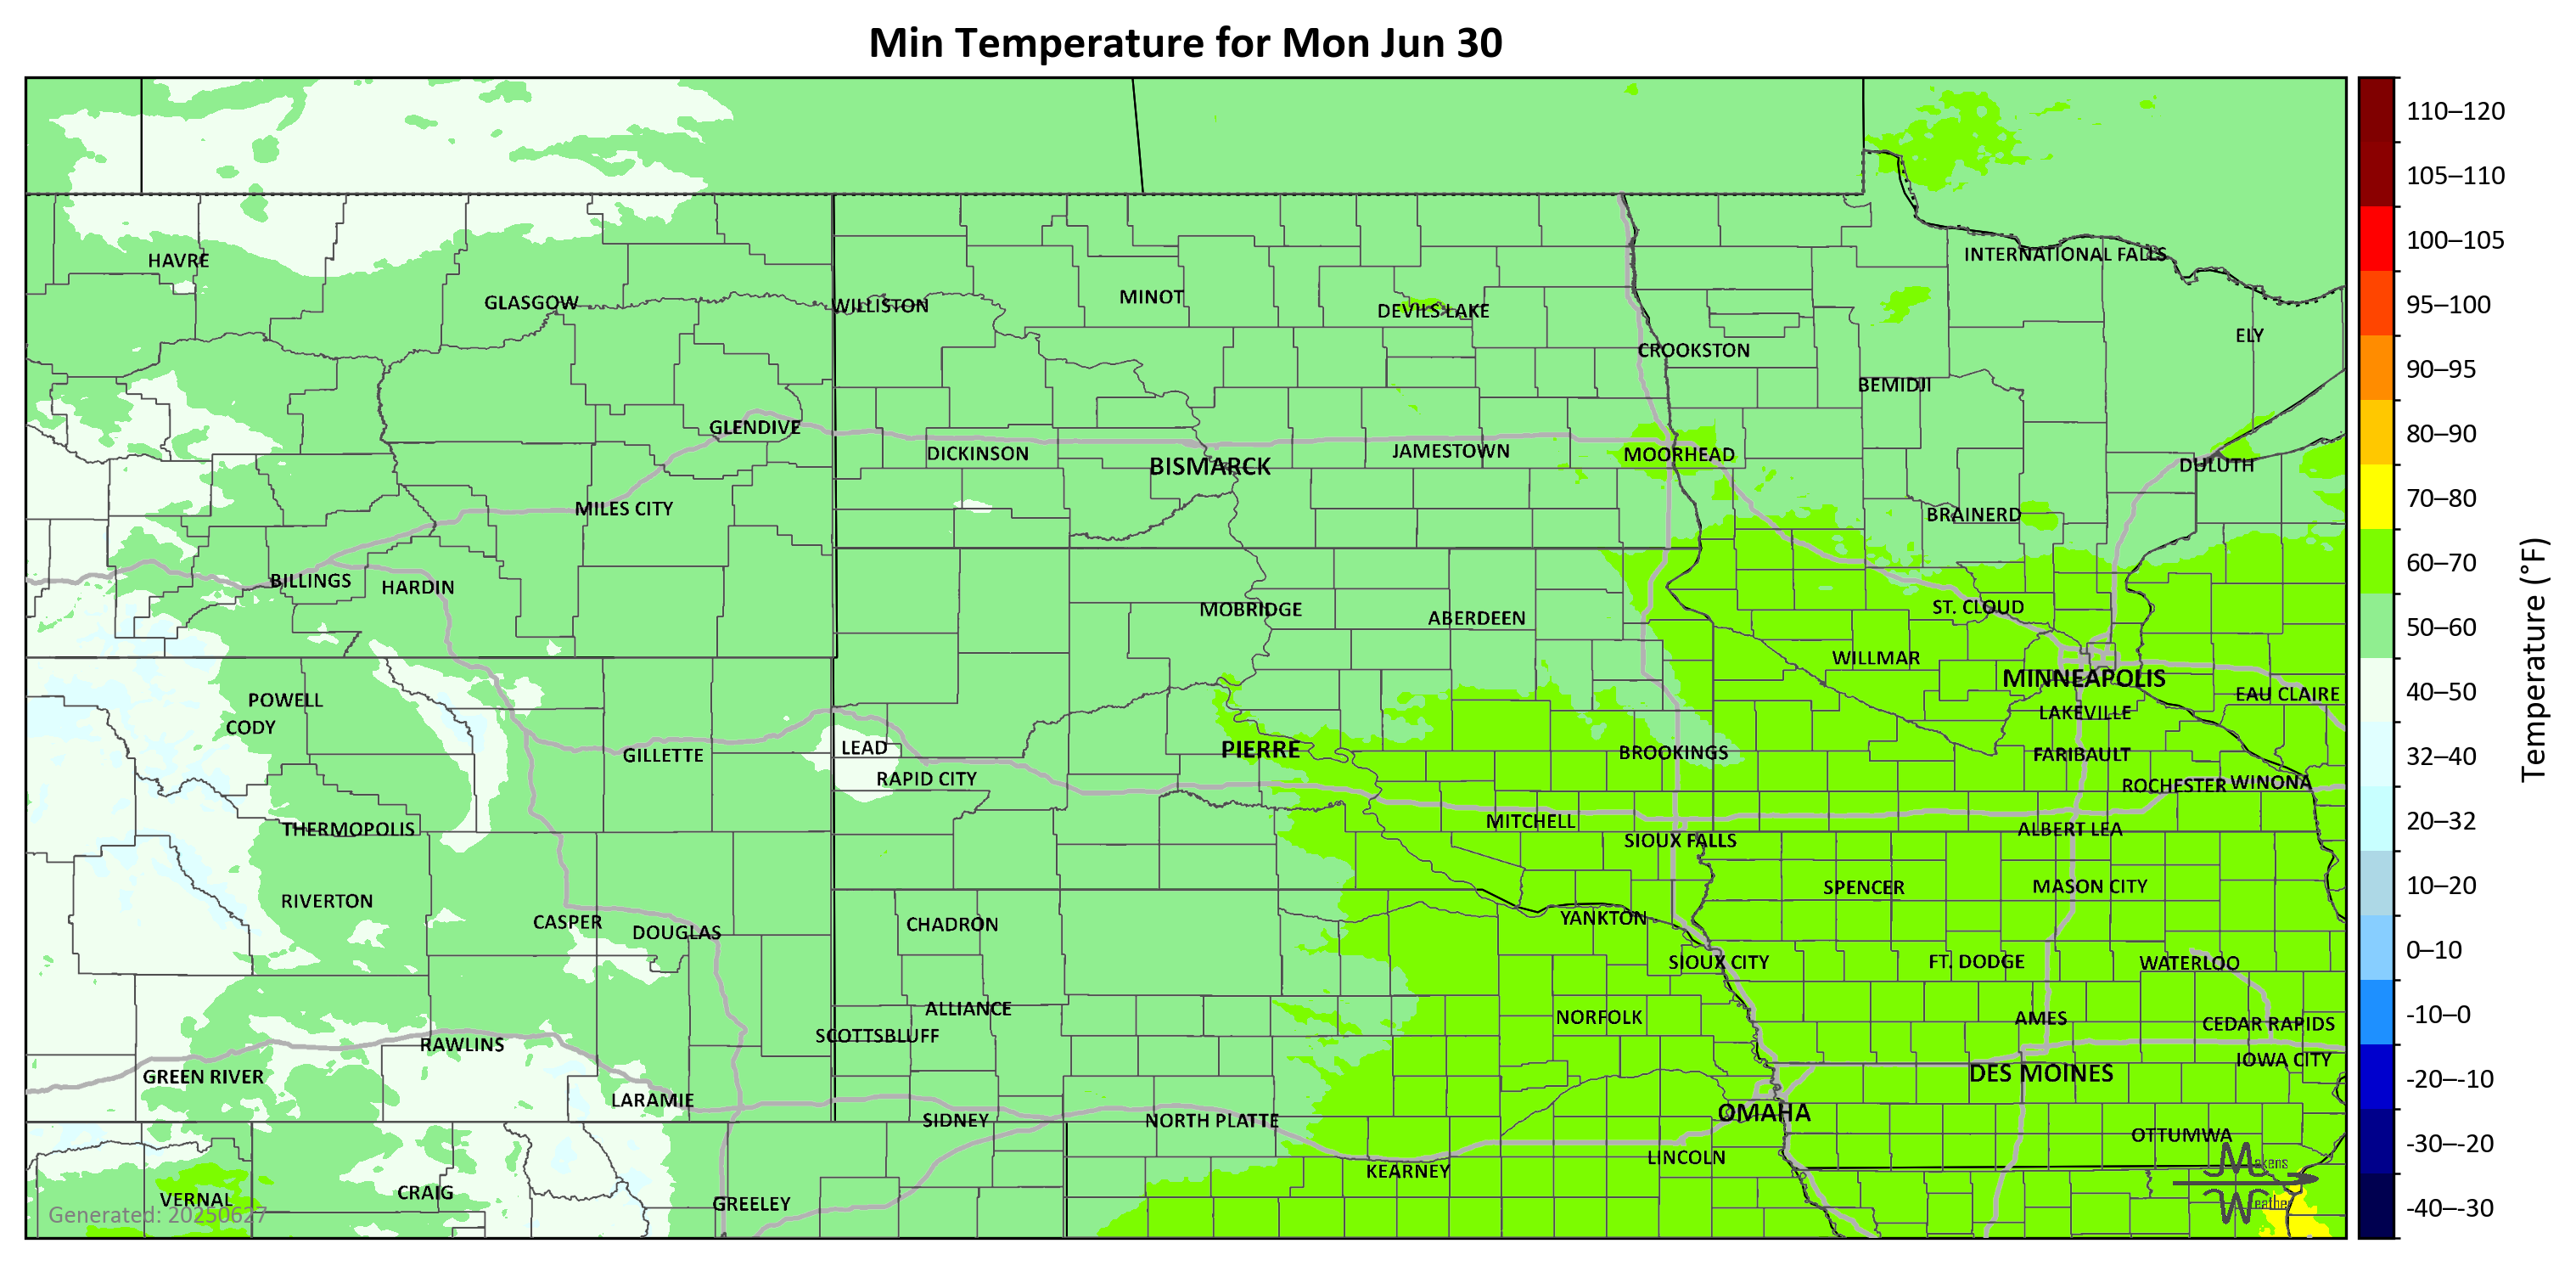 Min Temperature for Mon Jun 30
110–120
105–110
100–105
95–100
90–95
80–90
70–80
60–70
50–60
40–50
32–40
20–32
10–20
0–10
-10–0
-20–-10
-30–-20
-40–-30
Temperature (°F)
INTERNATIONAL FALLS
HAVRE
GLASGOW
WILLISTON
MINOT
DEVILS LAKE
ELY
CROOKSTON
BEMIDJI
GLENDIVE
DICKINSON
BISMARCK
JAMESTOWN
MOORHEAD
DULUTH
MILES CITY
BRAINERD
BILLINGS
HARDIN
MOBRIDGE
ABERDEEN
ST. CLOUD
WILLMAR
MINNEAPOLIS
EAU CLAIRE
POWELL
CODY
LAKEVILLE
GILLETTE
LEAD
PIERRE
BROOKINGS
FARIBAULT
RAPID CITY
ROCHESTER
WINONA
THERMOPOLIS
MITCHELL
SIOUX FALLS
ALBERT LEA
RIVERTON
SPENCER
MASON CITY
CASPER
DOUGLAS
CHADRON
YANKTON
SIOUX CITY
FT. DODGE
WATERLOO
ALLIANCE
SCOTTSBLUFF
NORFOLK
AMES
CEDAR RAPIDS
RAWLINS
IOWA CITY
GREEN RIVER
DES MOINES
LARAMIE
SIDNEY
NORTH PLATTE
OMAHA
OTTUMWA
KEARNEY
LINCOLN
VERNAL
CRAIG
GREELEY
Makens
Weather
Generated: 20250627